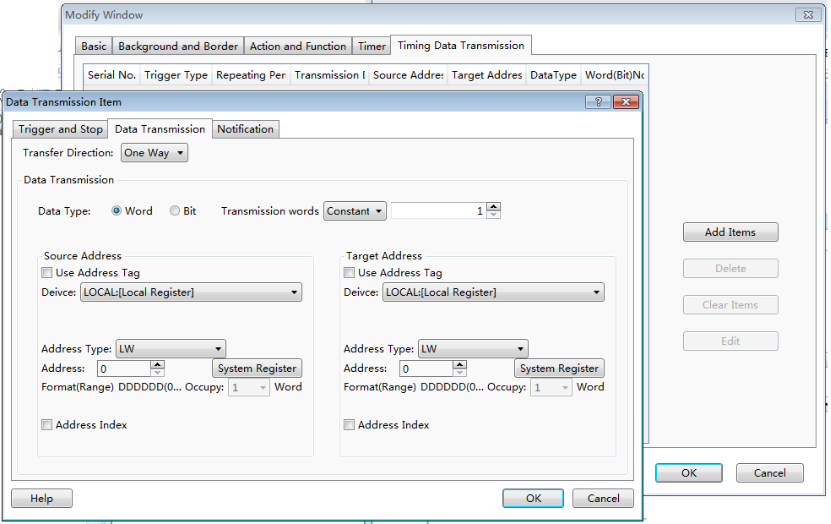 Modify Window
Basic Background and Border Action and Function Timer Timing Data Transmission
Serial No. Trigger Type Repeating Per Transmission I Source Addres Target Addres DataType Word(Bit)No
Data Transmission Item
Trigger and Stop Data Transmission Notification
Transfer Direction: One Way
Data Transmission
Data Type: Word Bit Transmission words Constant 1
Add Items
Source Address Target Address
Use Address Tag Use Address Tag
Delete
Deivce: LOCAL:[Local Register] Deivce: LOCAL:[Local Register]
Clear Items
Edit
Address Type: LW Address Type: LW
Address: 0 System Register Address: 0 System Register
Format(Range) DDDDDD(0... Occupy: 1 Word Format(Range) DDDDDD(0... Occupy: 1 Word
Address Index Address Index
OK Cancel
Help OK Cancel